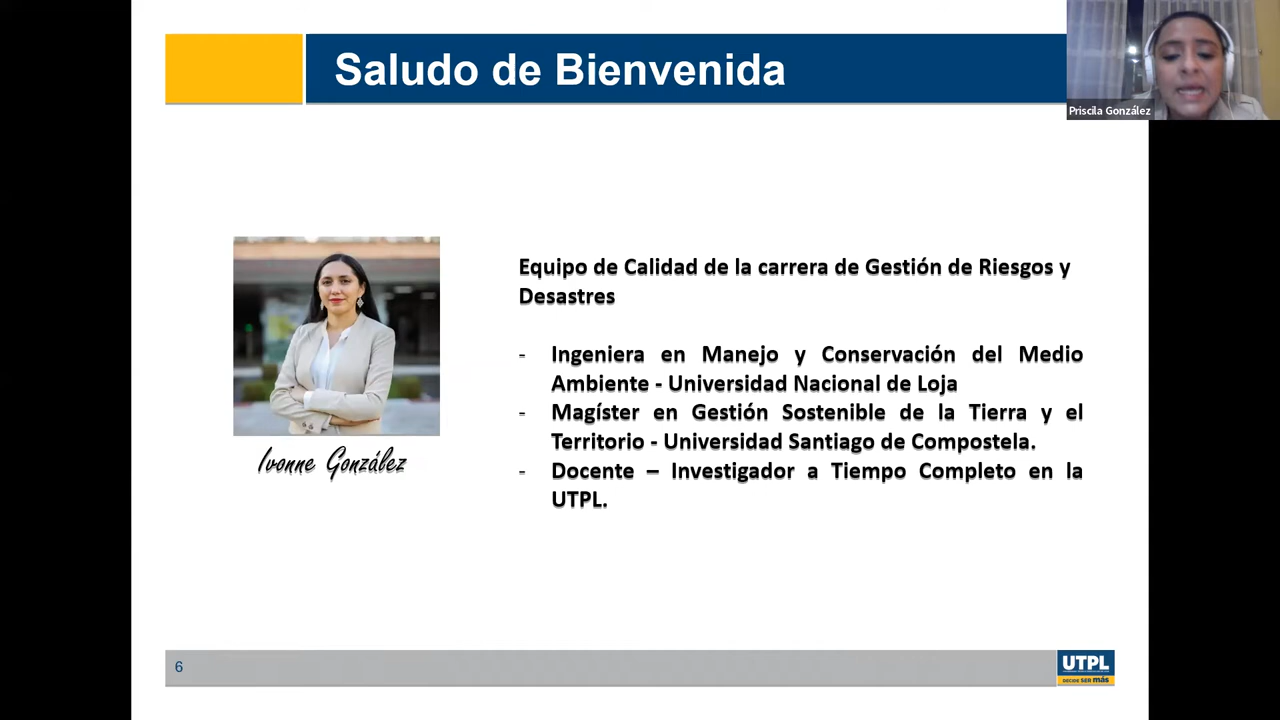 Saludo de Bienvenida
Priscila González
Equipo de Calidad de la carrera de Gestión de Riesgos y
Desastres
- Ingeniera en Manejo y Conservación del Medio
Ambiente - Universidad Nacional de Loja
- Magíster en Gestión Sostenible de la Tierra y el
Territorio - Universidad Santiago de Compostela.
- Docente – Investigador a Tiempo Completo en la
UTPL.
Ivonne González
6
UTPL
DECIDE SER más